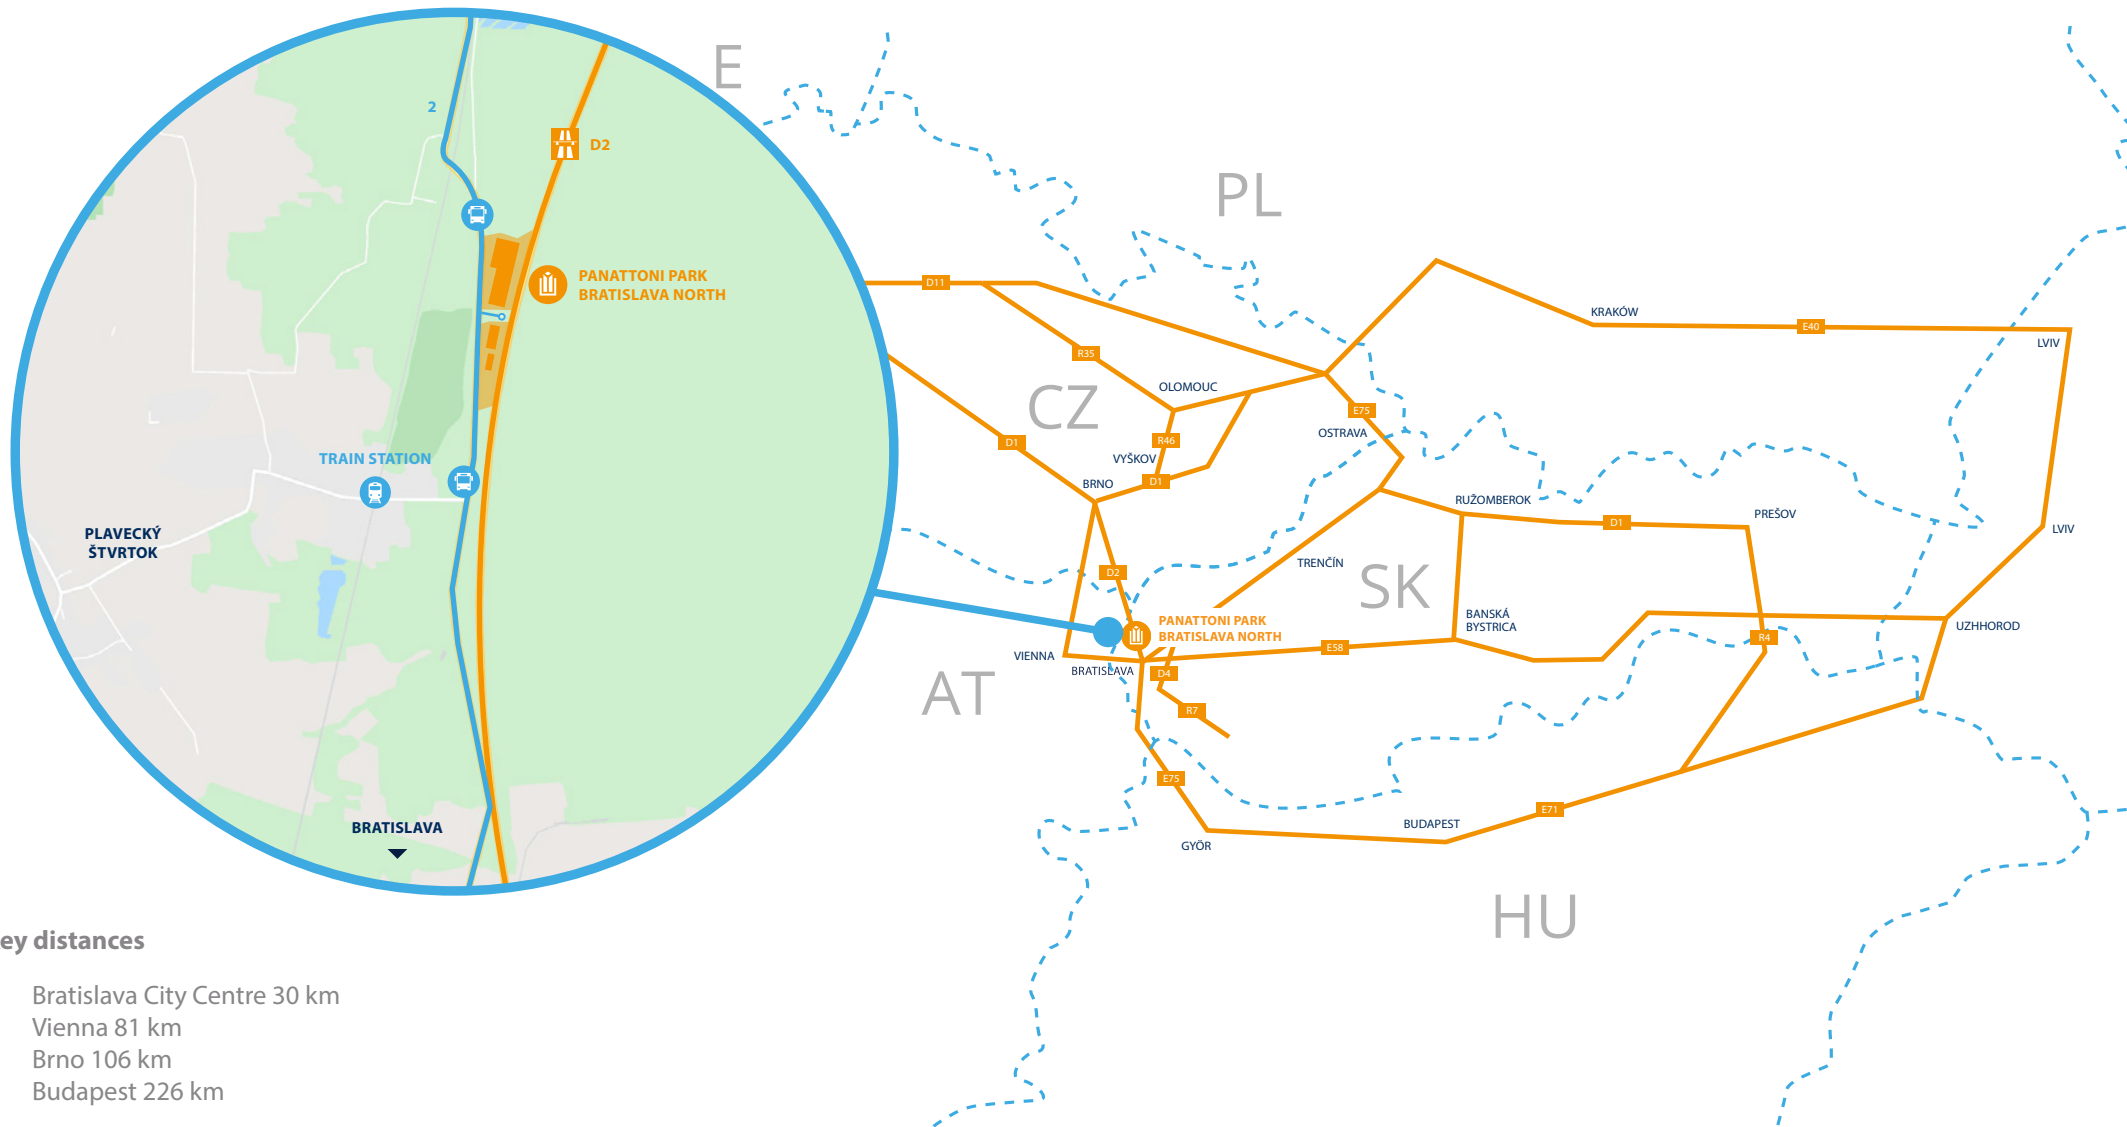 E
PL
2
D2
PANATTONI PARK
BRATISLAVA NORTH
D11
KRAKÓW
E40
LVIV
R35
OLOMOUC
CZ
E75
OSTRAVA
D1
R46
VYŠKOV
D1
BRNO
TRAIN STATION
RUŽOMBEROK
D1
PREŠOV
LVIV
PLAVECKÝ
ŠTVRTOK
TRENČÍN
D2
SK
PANATTONI PARK
BRATISLAVA NORTH
BANSKÁ
BYSTRICA
UZHHOROD
R4
E58
VIENNA
BRATISLAVA
D4
AT
R7
E75
E71
BUDAPEST
GYÖR
BRATISLAVA
HU
ey distances
Bratislava City Centre 30 km
Vienna 81 km
Brno 106 km
Budapest 226 km